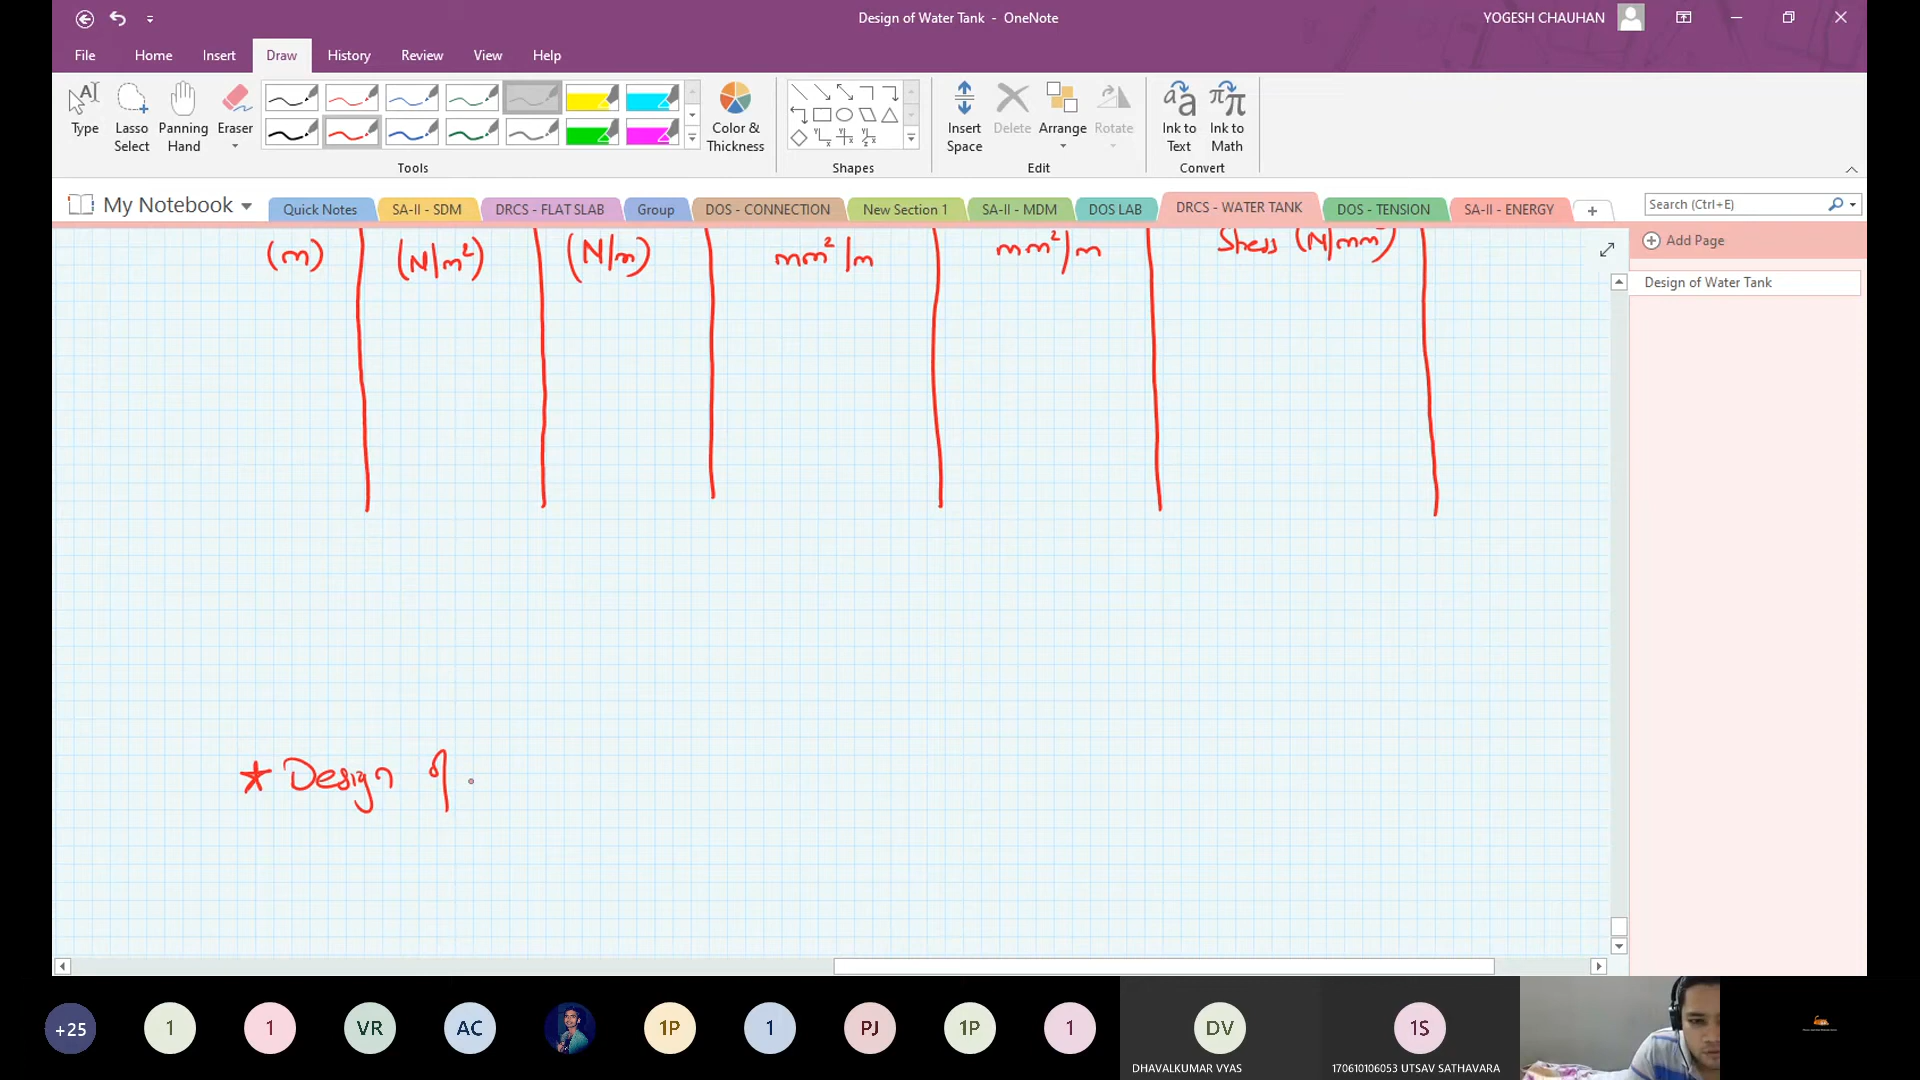 Design of Water Tank - OneNote
YOGESH CHAUHAN
File Home Insert Draw History Review View Help
Type
Lasso Select
Panning Hand
Eraser
Color & Thickness
Insert Space
Delete
Arrange
Rotate
Ink to Text
Ink to Math
Tools
Shapes
Edit
Convert
My Notebook
Quick Notes
SA-II - SDM
DRCS - FLAT SLAB
Group
DOS - CONNECTION
New Section 1
SA-II - MDM
DOS LAB
DRCS - WATER TANK
DOS - TENSION
SA-II - ENERGY
Search (Ctrl+E)
Add Page
Design of Water Tank
(m) (N/m²) (N/m) mm²/m mm²/m Stress (N/mm²)
★ Design of
+25 1 1 VR AC 1P 1 PJ 1P 1 DV 1S
DHAVALKUMAR VYAS
170610106053 UTSAV SATHAVARA